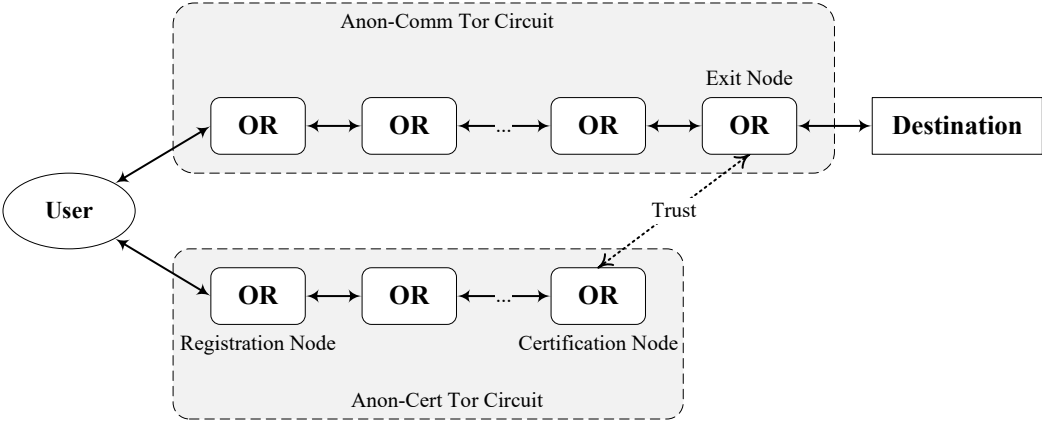 Anon-Comm Tor Circuit
Exit Node
OR OR ... OR OR Destination
User
Trust
OR OR ... OR
Registration Node Certification Node
Anon-Cert Tor Circuit